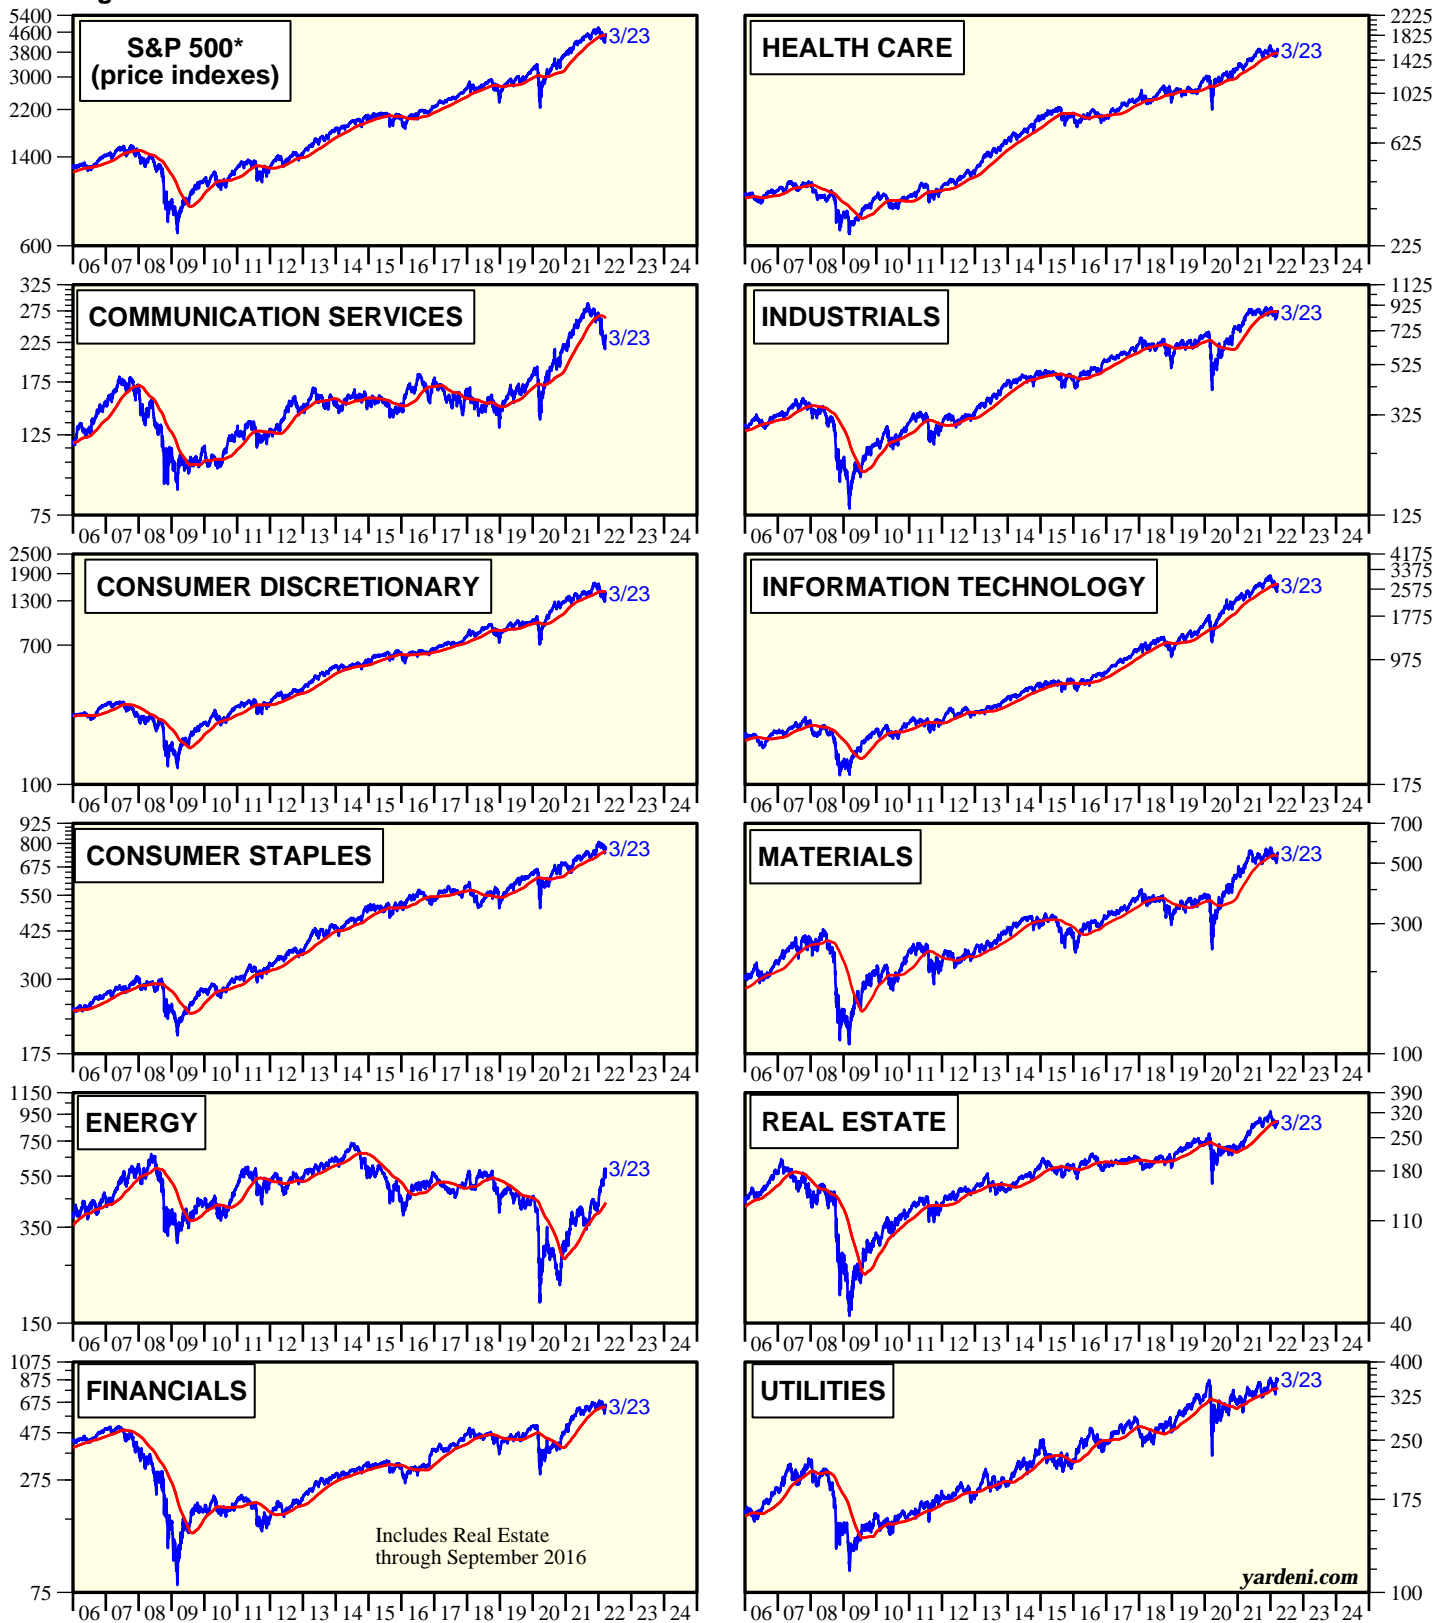 S&P 500*
(price indexes)
5400
4600
3800
3000
2200
1400
600
3/23
06 07 08 09 10 11 12 13 14 15 16 17 18 19 20 21 22 23 24
HEALTH CARE
2225
1825
1425
1025
625
225
3/23
06 07 08 09 10 11 12 13 14 15 16 17 18 19 20 21 22 23 24
COMMUNICATION SERVICES
325
275
225
175
125
75
3/23
06 07 08 09 10 11 12 13 14 15 16 17 18 19 20 21 22 23 24
INDUSTRIALS
1125
925
725
525
325
125
3/23
06 07 08 09 10 11 12 13 14 15 16 17 18 19 20 21 22 23 24
CONSUMER DISCRETIONARY
2500
1900
1300
700
100
3/23
06 07 08 09 10 11 12 13 14 15 16 17 18 19 20 21 22 23 24
INFORMATION TECHNOLOGY
4175
3375
2575
1775
975
175
3/23
06 07 08 09 10 11 12 13 14 15 16 17 18 19 20 21 22 23 24
CONSUMER STAPLES
925
800
675
550
425
300
175
3/23
06 07 08 09 10 11 12 13 14 15 16 17 18 19 20 21 22 23 24
MATERIALS
700
500
300
100
3/23
06 07 08 09 10 11 12 13 14 15 16 17 18 19 20 21 22 23 24
ENERGY
1150
950
750
550
350
150
3/23
06 07 08 09 10 11 12 13 14 15 16 17 18 19 20 21 22 23 24
REAL ESTATE
390
320
250
180
110
40
3/23
06 07 08 09 10 11 12 13 14 15 16 17 18 19 20 21 22 23 24
FINANCIALS
1075
875
675
475
275
75
3/23
Includes Real Estate
through September 2016
06 07 08 09 10 11 12 13 14 15 16 17 18 19 20 21 22 23 24
UTILITIES
400
325
250
175
100
3/23
yardeni.com
06 07 08 09 10 11 12 13 14 15 16 17 18 19 20 21 22 23 24